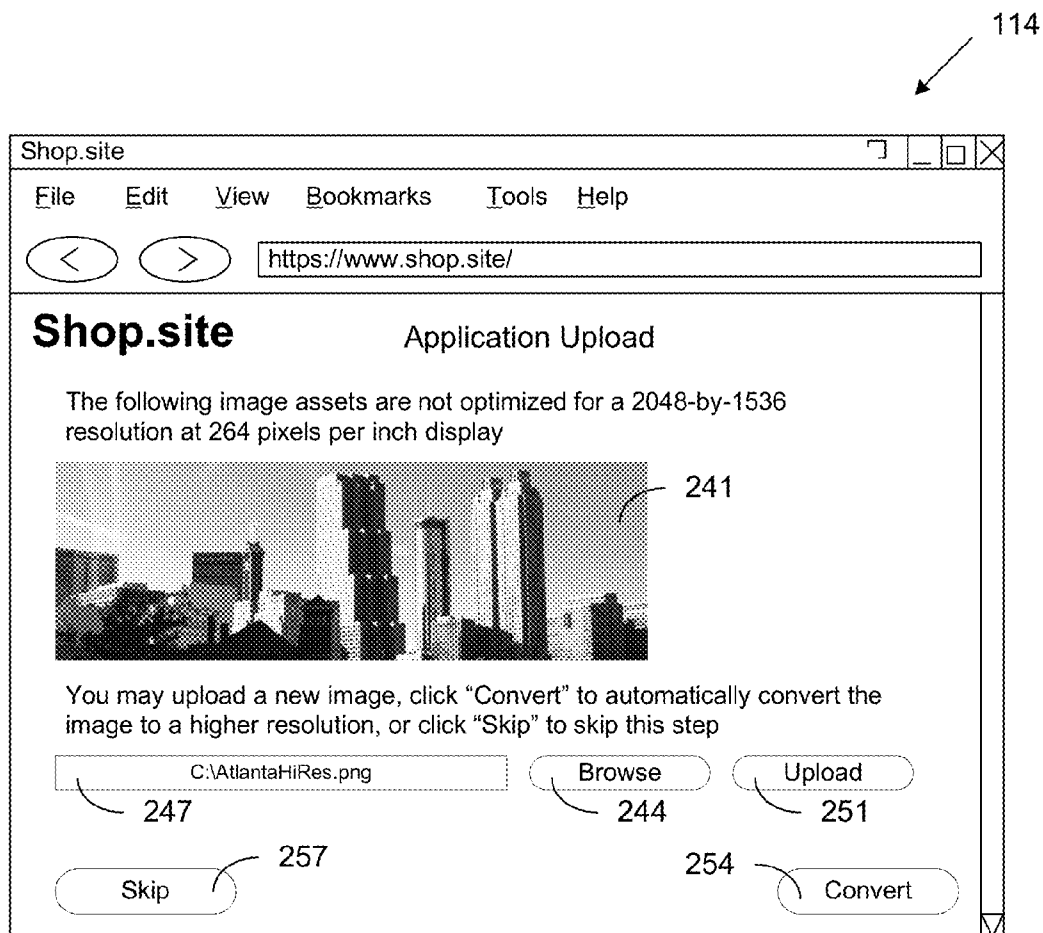 114
Shop.site
File Edit View Bookmarks Tools Help
< > https://www.shop.site/
Shop.site Application Upload
The following image assets are not optimized for a 2048-by-1536
resolution at 264 pixels per inch display
241
You may upload a new image, click “Convert” to automatically convert the
image to a higher resolution, or click “Skip” to skip this step
C:\AtlantaHiRes.png Browse Upload
247 244 251
257 254
Skip Convert